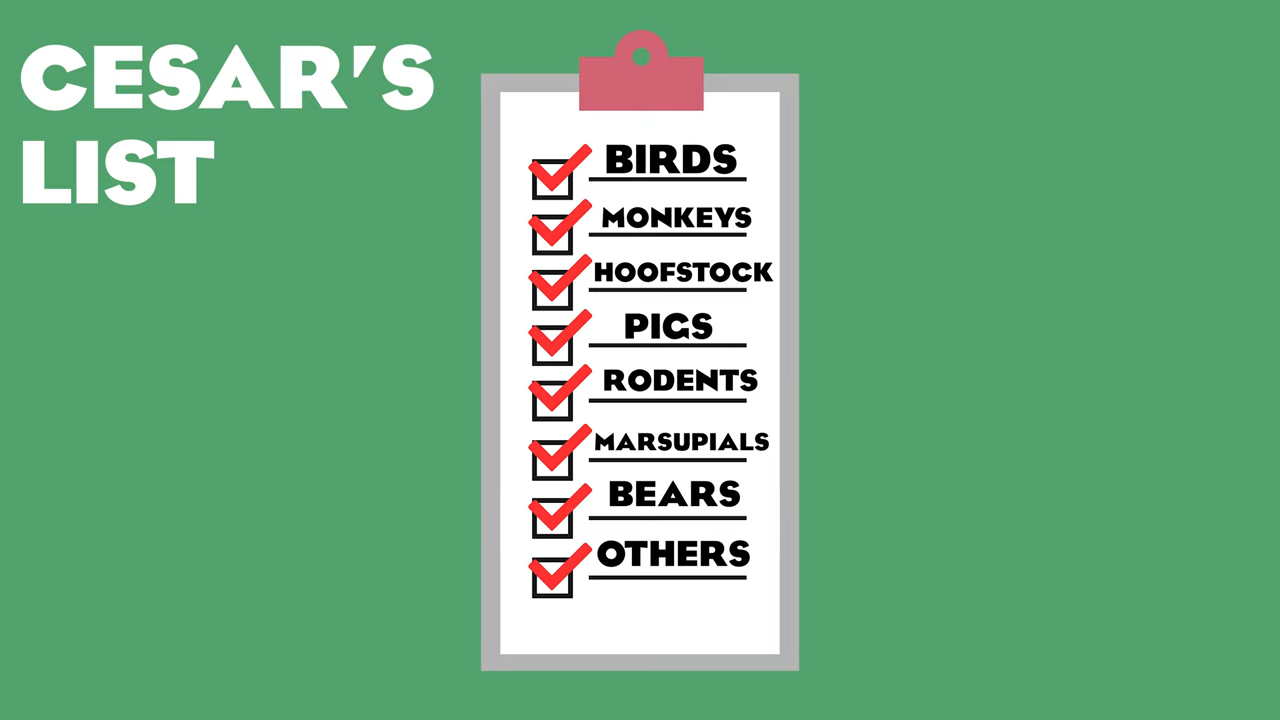 CESAR'S
LIST
BIRDS
MONKEYS
HOOFSTOCK
PIGS
RODENTS
MARSUPIALS
BEARS
OTHERS